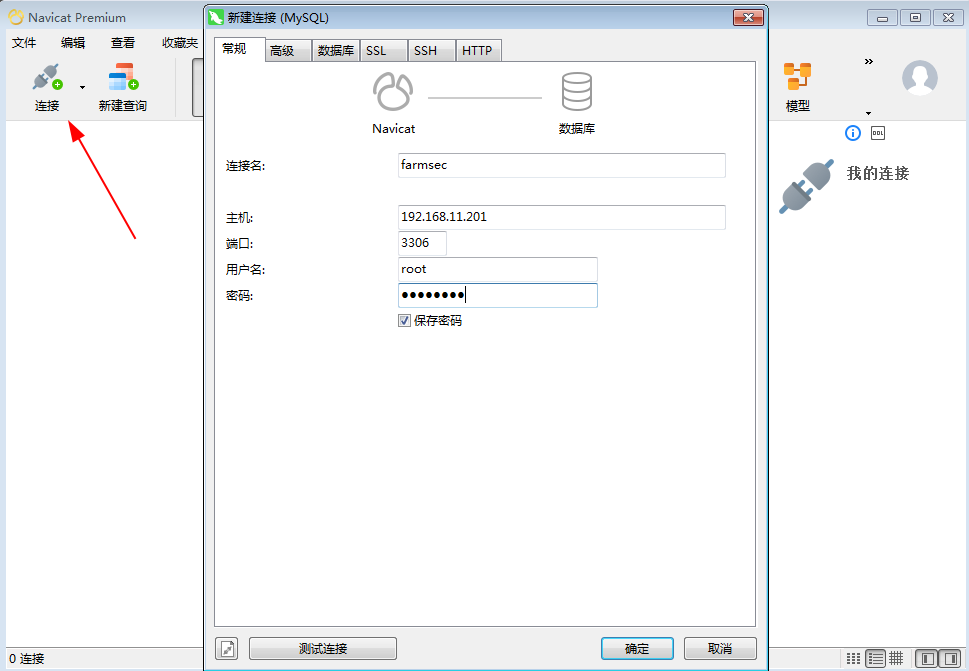 Navicat Premium
文件 编辑 查看 收藏夹
连接 新建查询
模型
»
DDL
我的连接
0 连接
新建连接 (MySQL)
常规 高级 数据库 SSL SSH HTTP
Navicat 数据库
连接名: farmsec
主机: 192.168.11.201
端口: 3306
用户名: root
密码: ●●●●●●●●
保存密码
测试连接 确定 取消